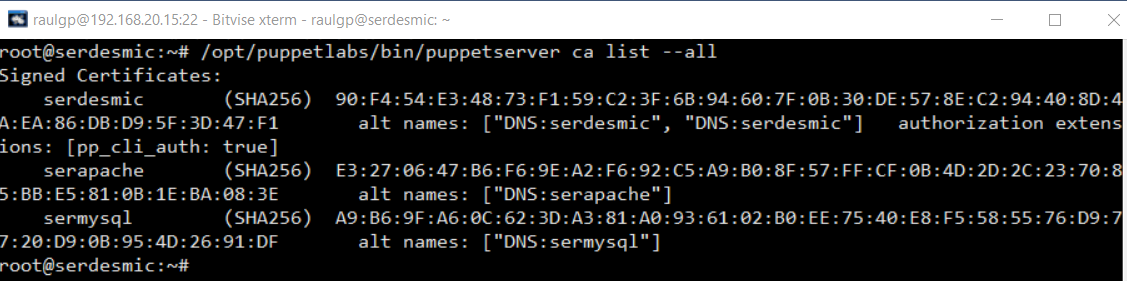 raulgp@192.168.20.15:22 - Bitvise xterm - raulgp@serdesmic: ~
root@serdesmic:~# /opt/puppetlabs/bin/puppetserver ca list --all
Signed Certificates:
    serdesmic       (SHA256)  90:F4:54:E3:48:73:F1:59:C2:3F:6B:94:60:7F:0B:30:DE:57:8E:C2:94:40:8D:4
A:EA:86:DB:D9:5F:3D:47:F1       alt names: ["DNS:serdesmic", "DNS:serdesmic"]   authorization extens
ions: [pp_cli_auth: true]
    serapache       (SHA256)  E3:27:06:47:B6:F6:9E:A2:F6:92:C5:A9:B0:8F:57:FF:CF:0B:4D:2D:2C:23:70:8
5:BB:E5:81:0B:1E:BA:08:3E       alt names: ["DNS:serapache"]
    sermysql        (SHA256)  A9:B6:9F:A6:0C:62:3D:A3:81:A0:93:61:02:B0:EE:75:40:E8:F5:58:55:76:D9:7
7:20:D9:0B:95:4D:26:91:DF       alt names: ["DNS:sermysql"]
root@serdesmic:~#